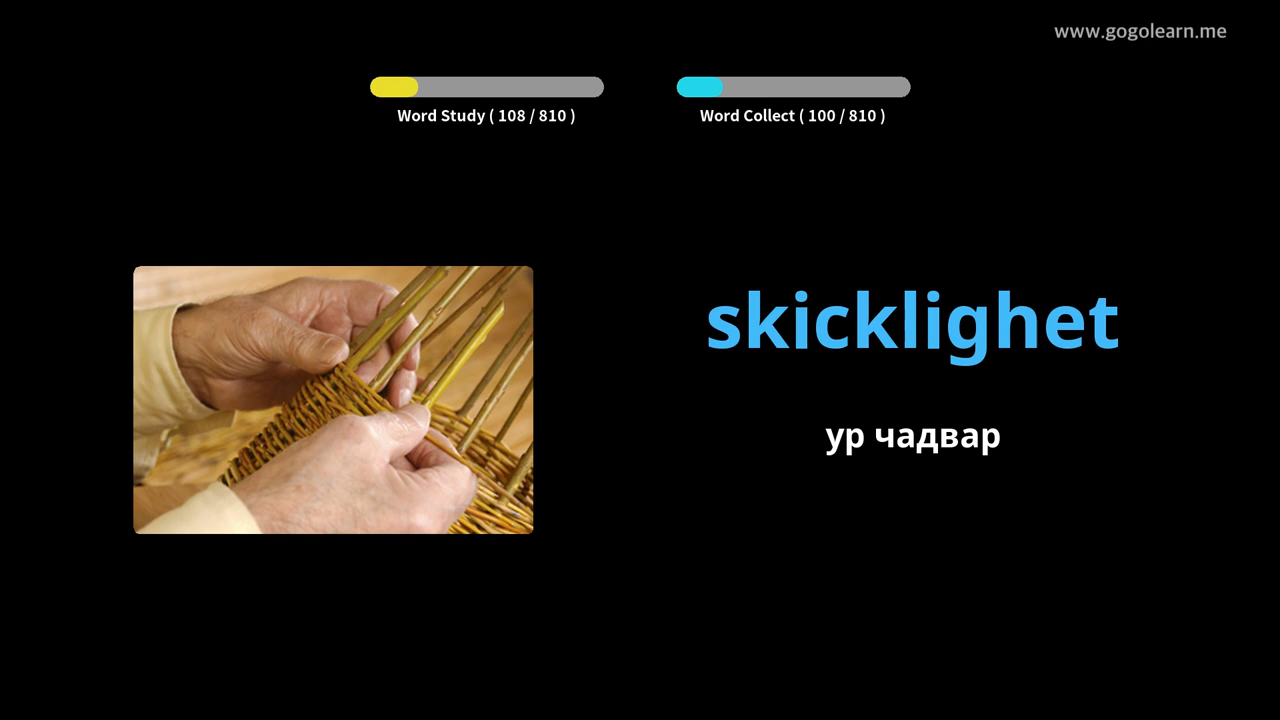 www.gogolearn.me
Word Study ( 108 / 810 )
Word Collect ( 100 / 810 )
skicklighet
ур чадвар